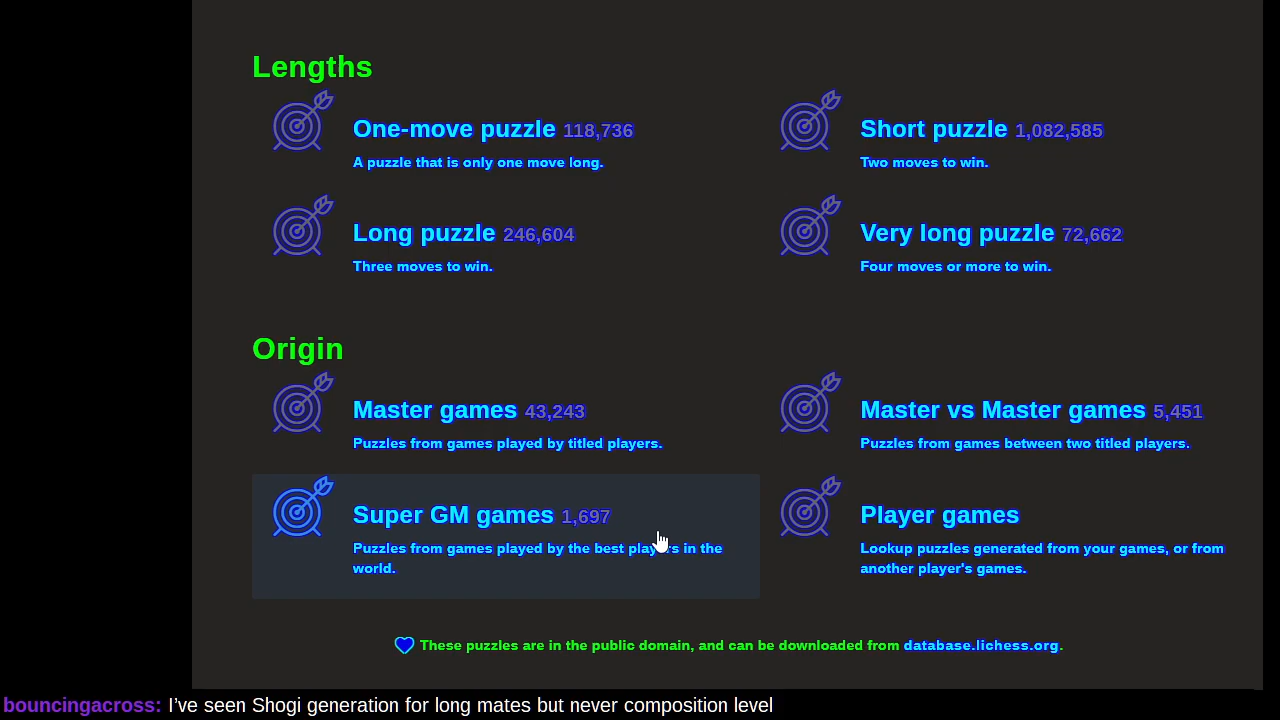 Lengths
One-move puzzle 118,736
A puzzle that is only one move long.
Short puzzle 1,082,585
Two moves to win.
Long puzzle 246,604
Three moves to win.
Very long puzzle 72,662
Four moves or more to win.
Origin
Master games 43,243
Puzzles from games played by titled players.
Master vs Master games 5,451
Puzzles from games between two titled players.
Super GM games 1,697
Puzzles from games played by the best players in the
world.
Player games
Lookup puzzles generated from your games, or from
another player's games.
These puzzles are in the public domain, and can be downloaded from database.lichess.org.
bouncingacross: I've seen Shogi generation for long mates but never composition level